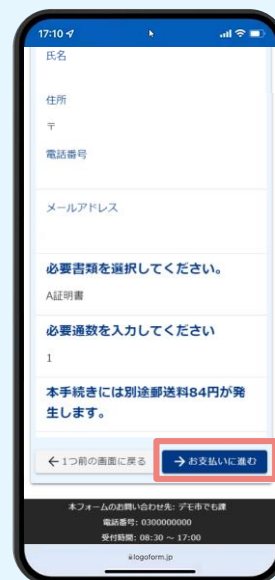 17:10
氏名
住所
〒
電話番号
メールアドレス
必要書類を選択してください。
A証明書
必要通数を入力してください
1
本手続きには別途郵送料84円が発
生します。
←1つ前の画面に戻る
→お支払いに進む
本フォームのお問い合わせ先: デモ市でも課
電話番号: 0300000000
受付時間: 08:30 ～ 17:00
logoform.jp